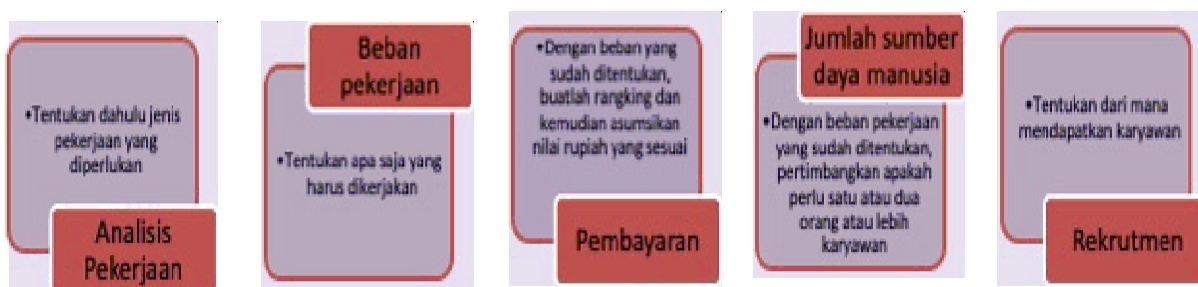 •Tentukan dahulu jenis
pekerjaan yang
diperlukan
Analisis
Pekerjaan
Beban
pekerjaan
•Tentukan apa saja yang
harus dikerjakan
•Dengan beban yang
sudah ditentukan,
buatlah rangking dan
kemudian asumsikan
nilai rupiah yang sesuai
Pembayaran
Jumlah sumber
daya manusia
•Dengan beban pekerjaan
yang sudah ditentukan,
pertimbangkan apakah
perlu satu atau dua
orang atau lebih
karyawan
•Tentukan dari mana
mendapatkan karyawan
Rekrutmen